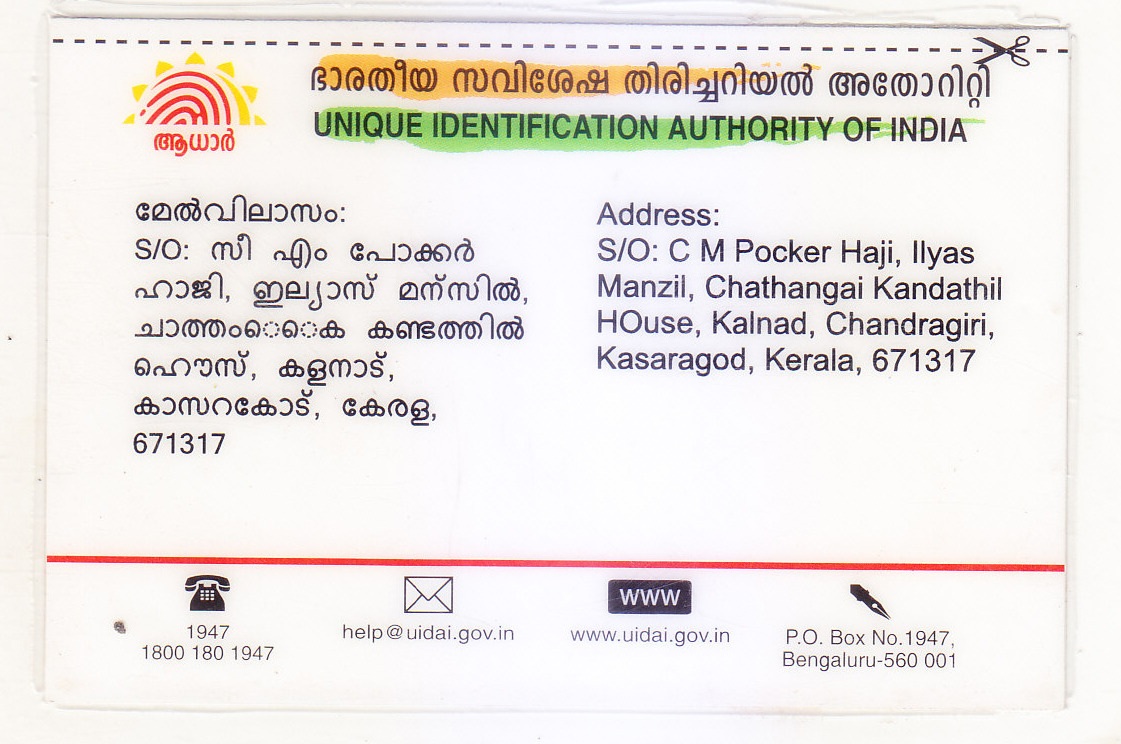 ഭാരതീയ സവിശേഷ തിരിച്ചറിയൽ അതോറിറ്റി
UNIQUE IDENTIFICATION AUTHORITY OF INDIA
ആധാർ
മേൽവിലാസം:
S/O: സീ എം പോക്കർ
ഹാജി, ഇല്യാസ് മന്സിൽ,
ചാത്തംൈൈക കണ്ടത്തിൽ
ഹൌസ്, കളനാട്,
കാസറകോട്, കേരള,
671317
Address:
S/O: C M Pocker Haji, Ilyas
Manzil, Chathangai Kandathil
HOuse, Kalnad, Chandragiri,
Kasaragod, Kerala, 671317
1947
1800 180 1947
help@uidai.gov.in
WWW
www.uidai.gov.in
P.O. Box No.1947,
Bengaluru-560 001